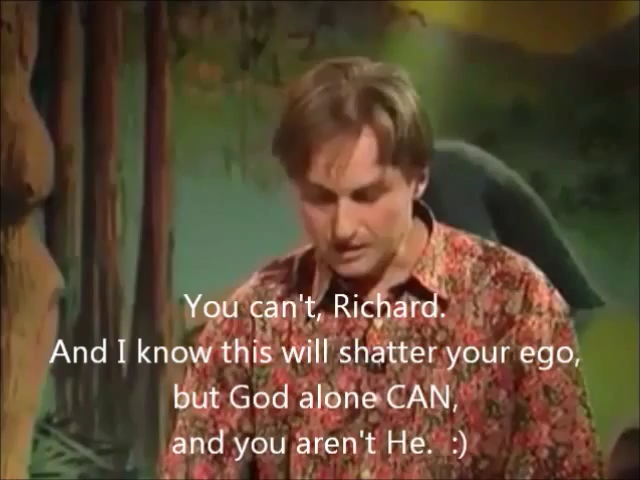 You can't, Richard.
And I know this will shatter your ego,
but God alone CAN,
and you aren't He.  :)